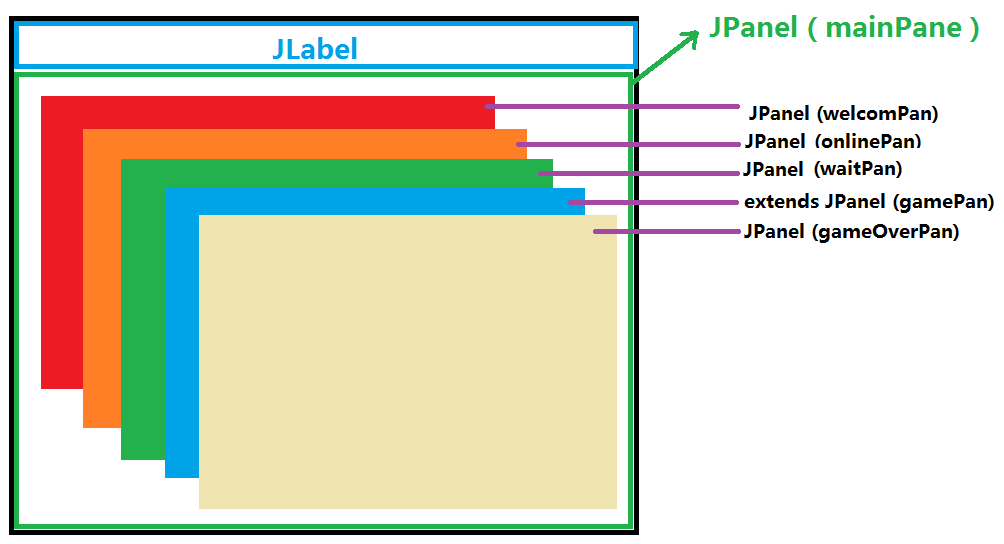 JLabel
JPanel ( mainPane )
JPanel (welcomPan)
JPanel (onlinePan)
JPanel (waitPan)
extends JPanel (gamePan)
JPanel (gameOverPan)